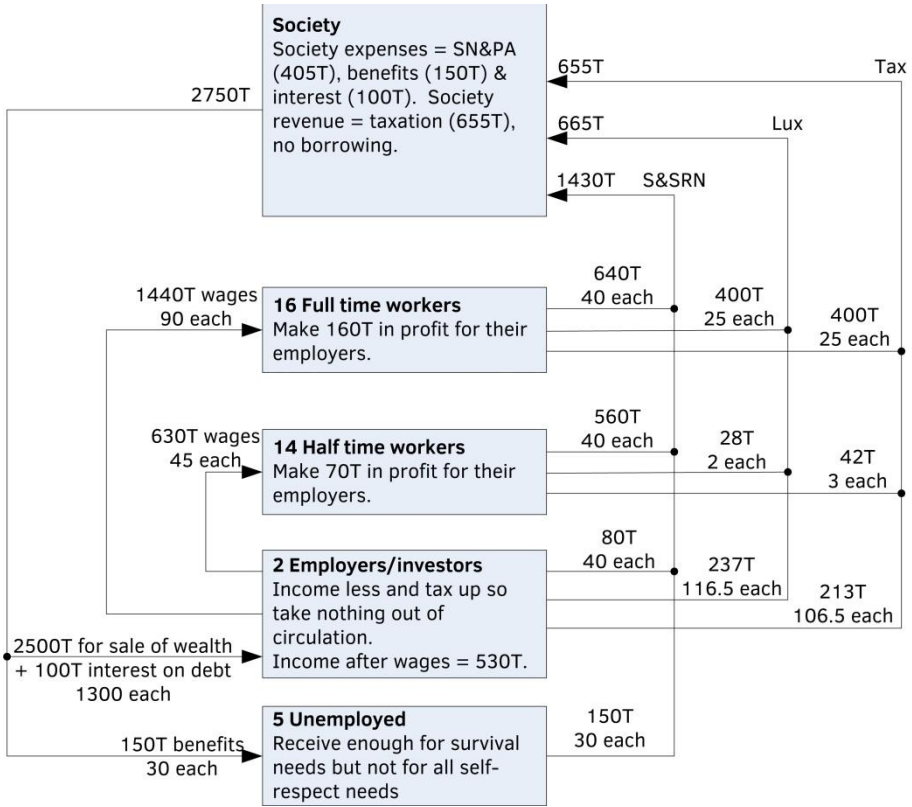 Society
Society expenses = SN&PA
(405T), benefits (150T) &
interest (100T).  Society
revenue = taxation (655T),
no borrowing.
2750T
655T
Tax
665T
Lux
1430T
S&SRN
1440T wages
90 each
16 Full time workers
Make 160T in profit for their
employers.
640T
40 each
400T
25 each
400T
25 each
630T wages
45 each
14 Half time workers
Make 70T in profit for their
employers.
560T
40 each
28T
2 each
42T
3 each
2 Employers/investors
Income less and tax up so
take nothing out of
circulation.
Income after wages = 530T.
80T
40 each
237T
116.5 each
213T
106.5 each
2500T for sale of wealth
+ 100T interest on debt
1300 each
5 Unemployed
Receive enough for survival
needs but not for all self-
respect needs
150T benefits
30 each
150T
30 each